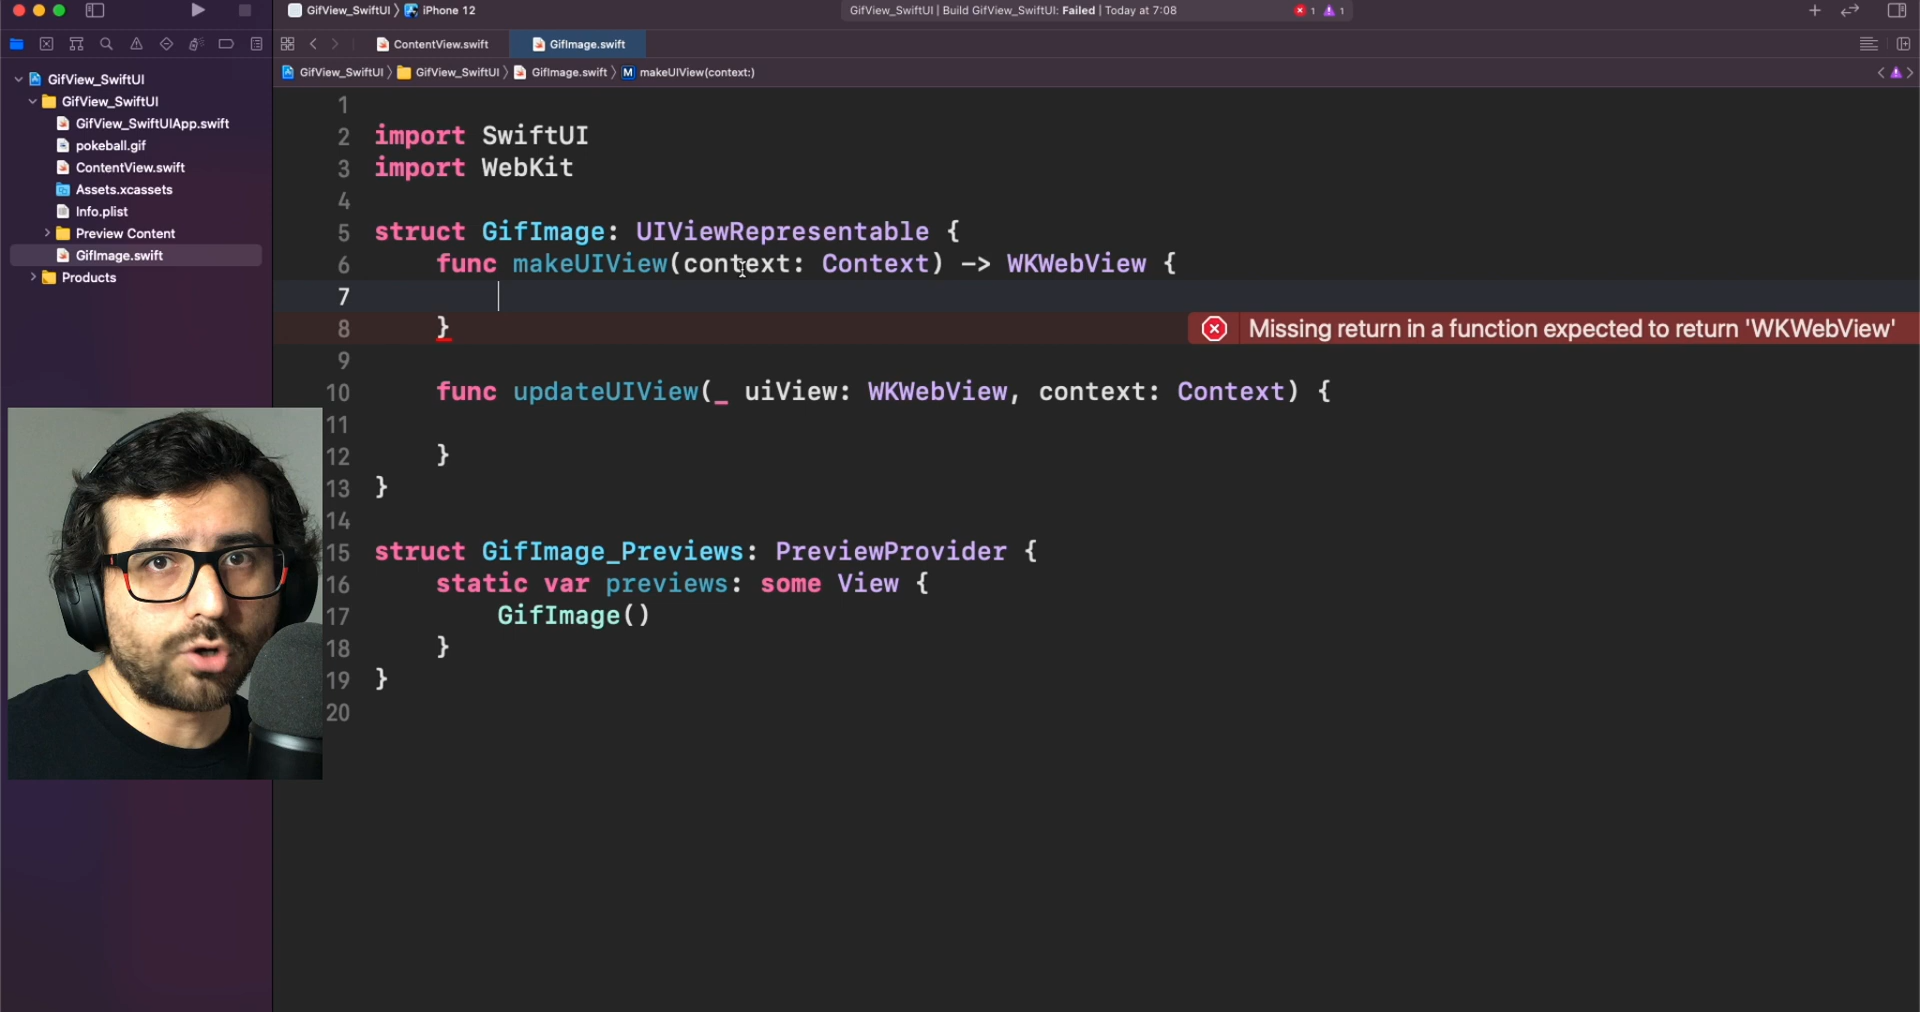 GifView_SwiftUI 〉 iPhone 12
GifView_SwiftUI | Build GifView_SwiftUI: Failed | Today at 7:08
1
1
ContentView.swift
GifImage.swift
GifView_SwiftUI 〉 GifView_SwiftUI 〉 GifImage.swift 〉 M makeUIView(context:)
GifView_SwiftUI
GifView_SwiftUI
GifView_SwiftUIApp.swift
pokeball.gif
ContentView.swift
Assets.xcassets
Info.plist
Preview Content
GifImage.swift
Products
1
2 import SwiftUI
3 import WebKit
4
5 struct GifImage: UIViewRepresentable {
6 func makeUIView(context: Context) -> WKWebView {
7
8 } Missing return in a function expected to return 'WKWebView'
9
10 func updateUIView(_ uiView: WKWebView, context: Context) {
11
12 }
13 }
14
15 struct GifImage_Previews: PreviewProvider {
16 static var previews: some View {
17 GifImage()
18 }
19 }
20